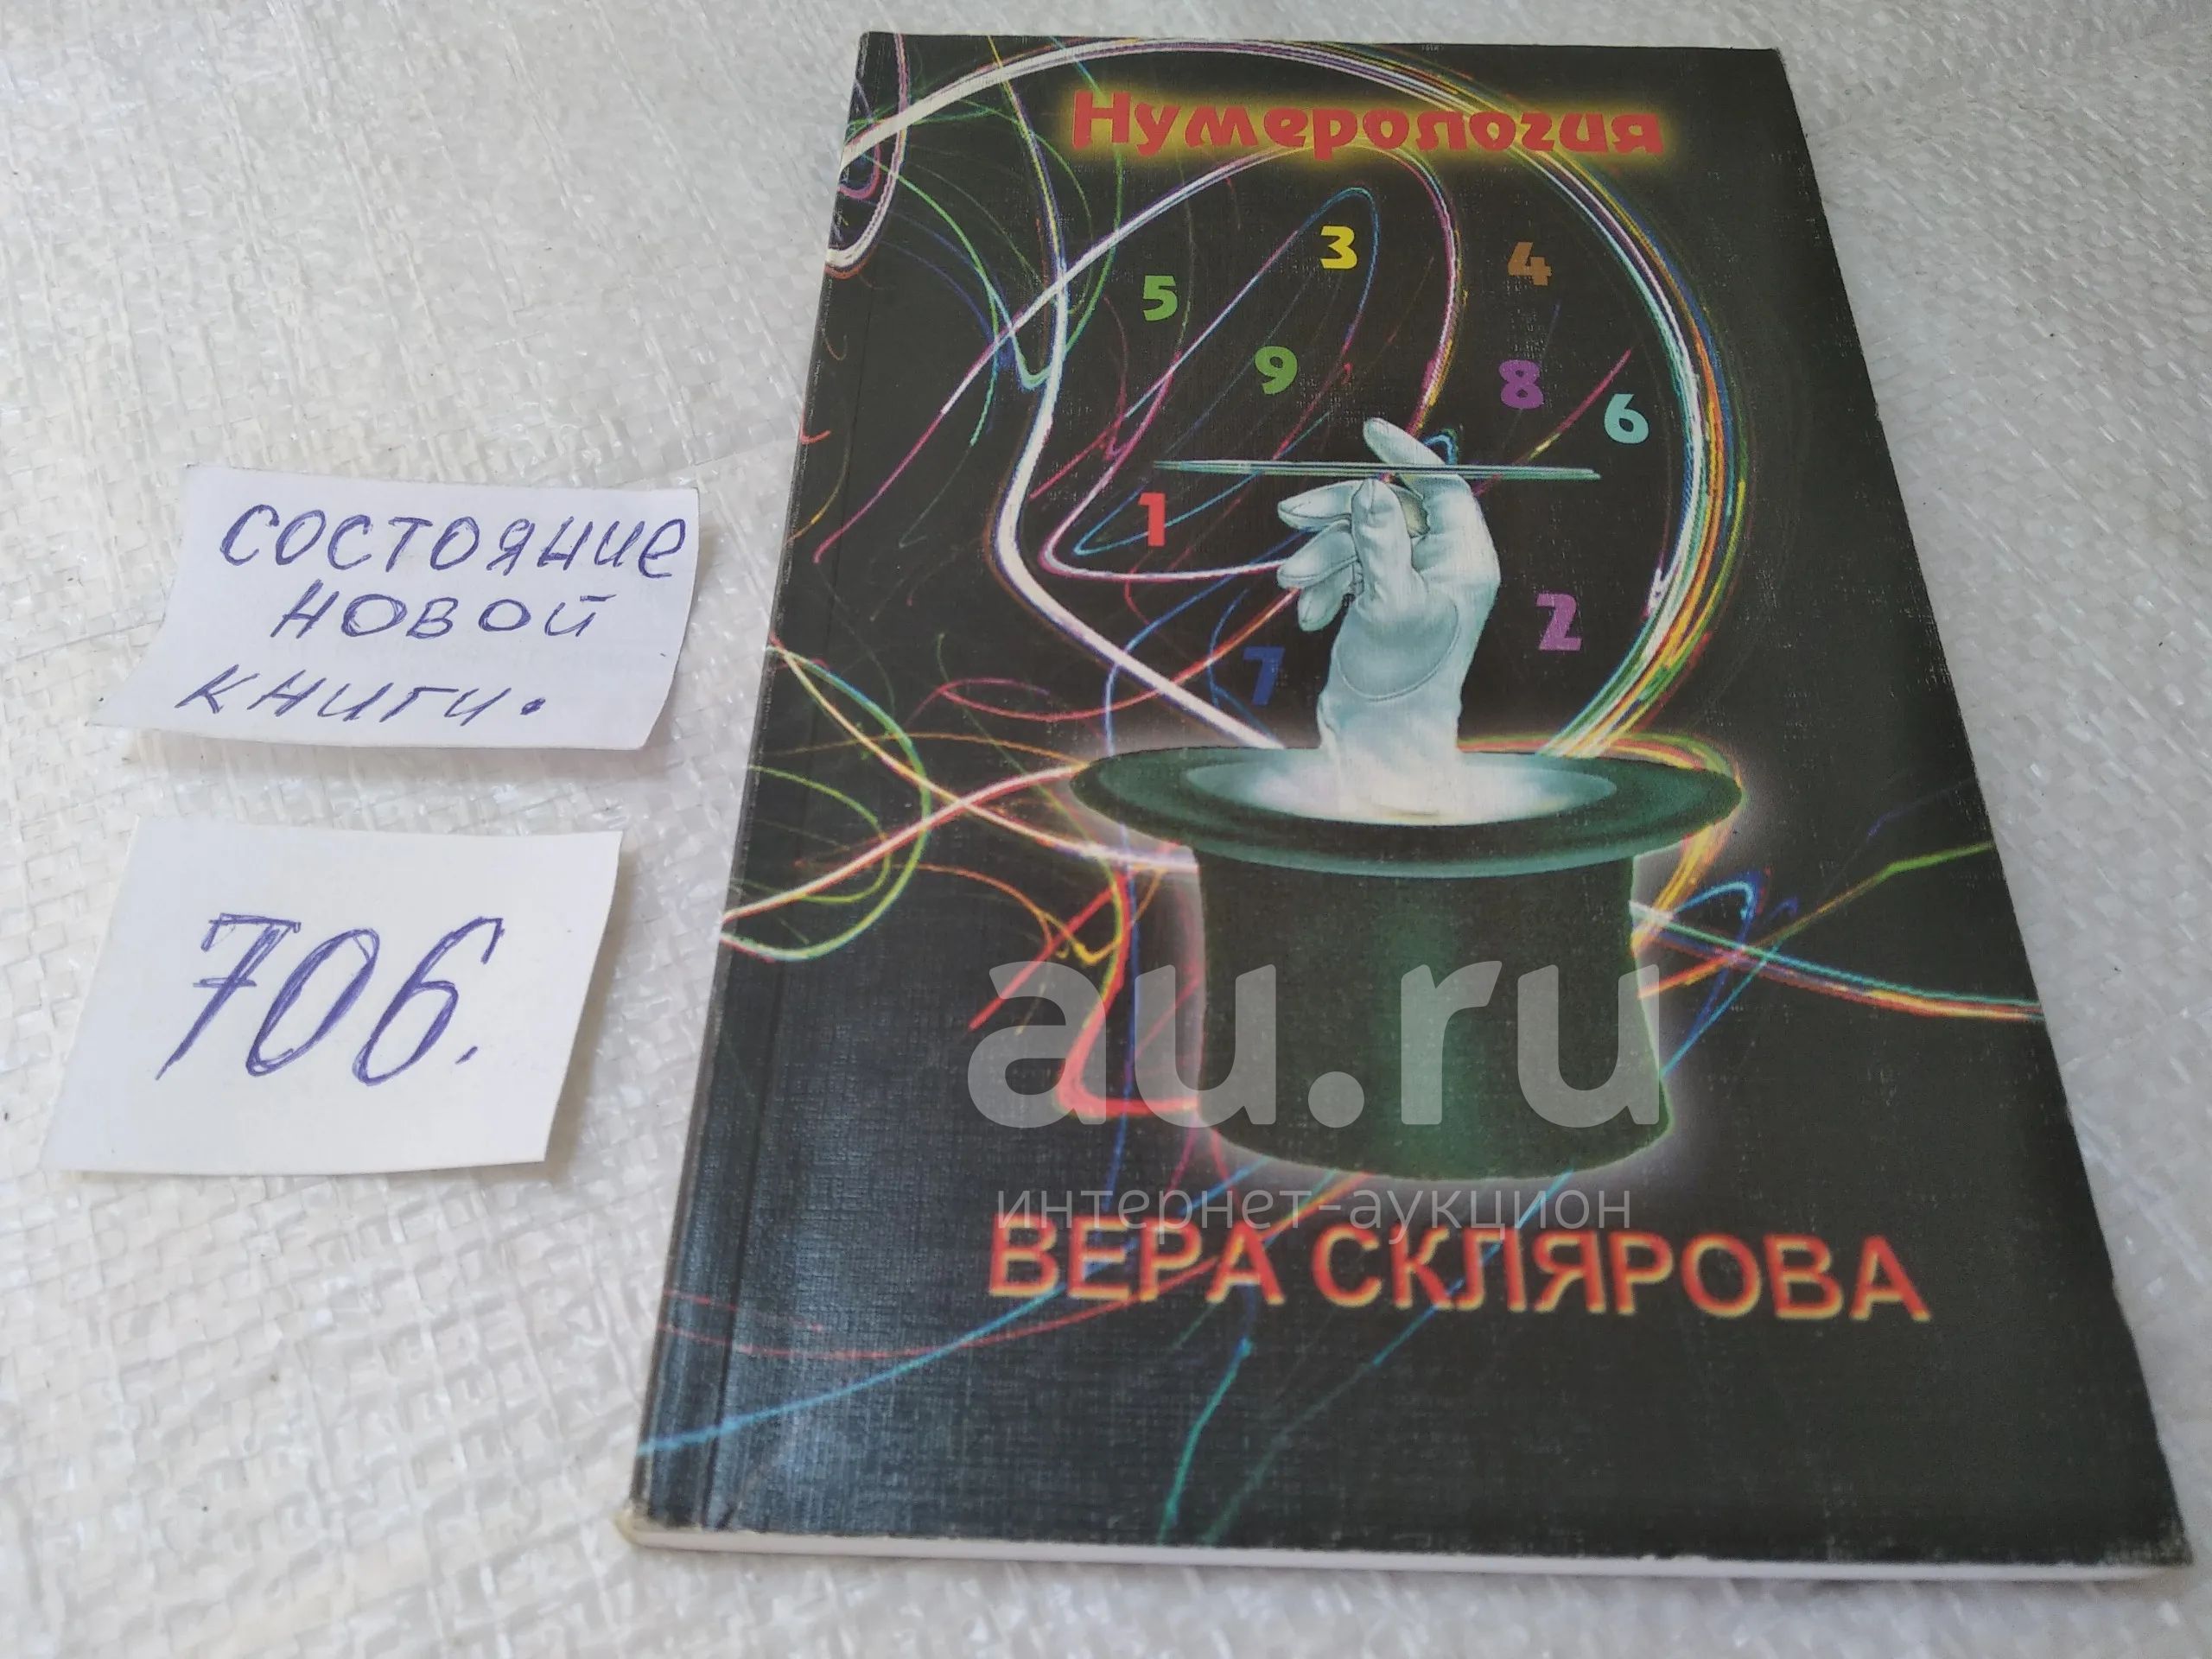 Нумерология
3
4
5
9
8
6
1
2
7
состояние
новой
книги.
706.
au.ru
интернет-аукцион
ВЕРА СКЛЯРОВА